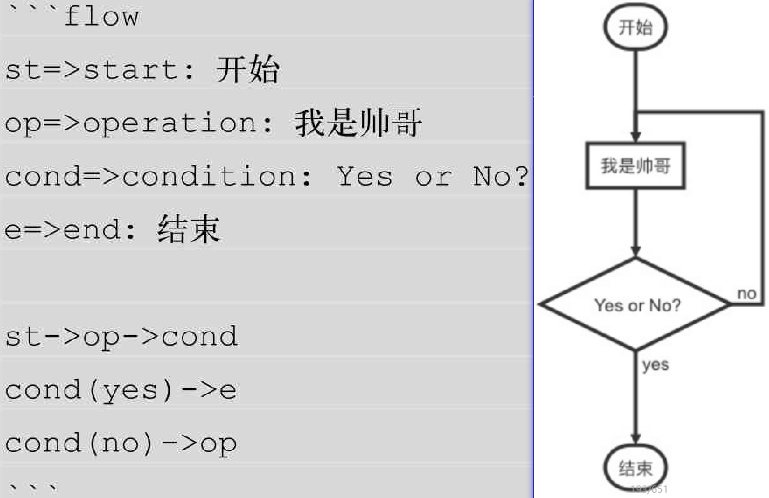 ```flow
st=>start: 开始
op=>operation: 我是帅哥
cond=>condition: Yes or No?
e=>end: 结束
st->op->cond
cond(yes)->e
cond(no)->op
```
开始
我是帅哥
Yes or No?
no
yes
结束